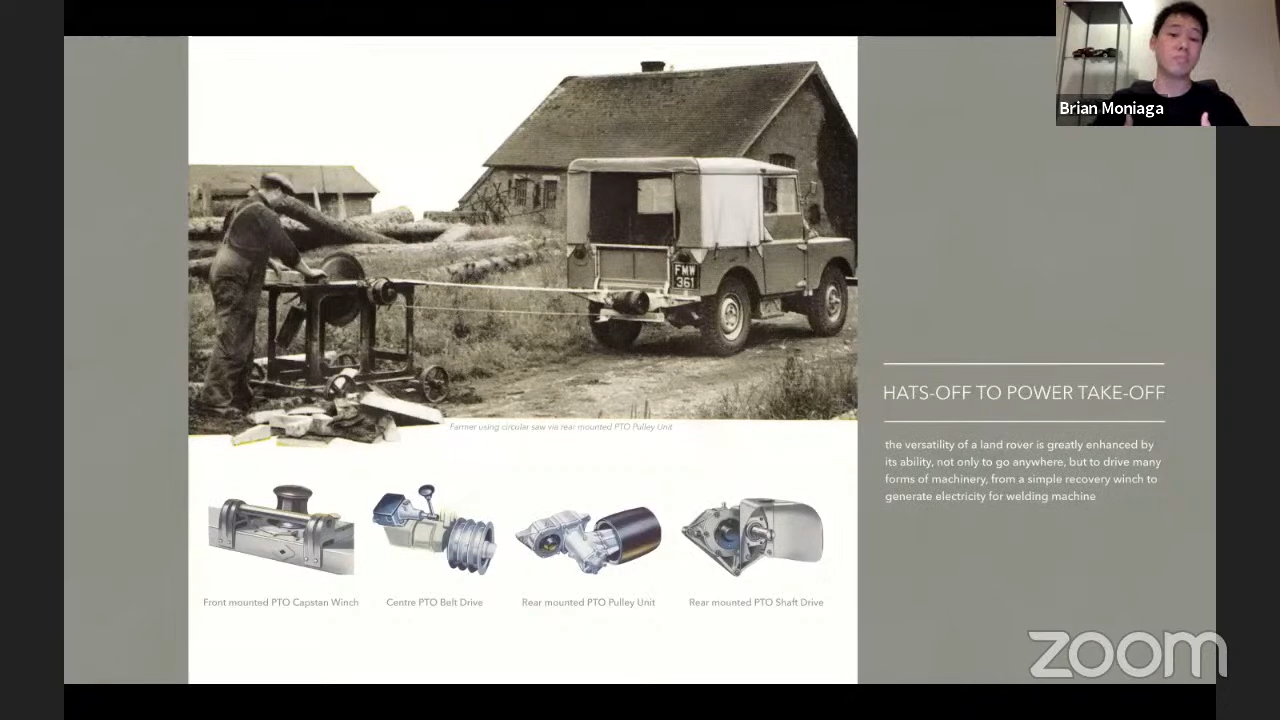 Brian Moniaga
FMW
361
Farmer using circular saw via rear mounted PTO Pulley Unit
HATS-OFF TO POWER TAKE-OFF
the versatility of a land rover is greatly enhanced by
its ability, not only to go anywhere, but to drive many
forms of machinery, from a simple recovery winch to
generate electricity for welding machine
Front mounted PTO Capstan Winch
Centre PTO Belt Drive
Rear mounted PTO Pulley Unit
Rear mounted PTO Shaft Drive
zoom